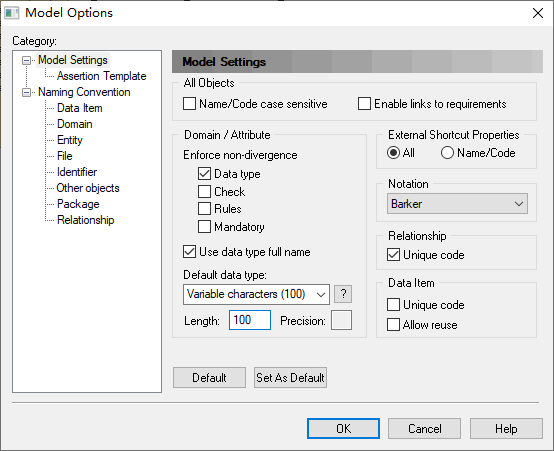 Model Options
Category:
Model Settings
Assertion Template
Naming Convention
Data Item
Domain
Entity
File
Identifier
Other objects
Package
Relationship
Model Settings
All Objects
Name/Code case sensitive
Enable links to requirements
Domain / Attribute
Enforce non-divergence
Data type
Check
Rules
Mandatory
Use data type full name
Default data type:
Variable characters (100)
?
Length: 100 Precision:
External Shortcut Properties
All Name/Code
Notation
Barker
Relationship
Unique code
Data Item
Unique code
Allow reuse
Default Set As Default
OK Cancel Help